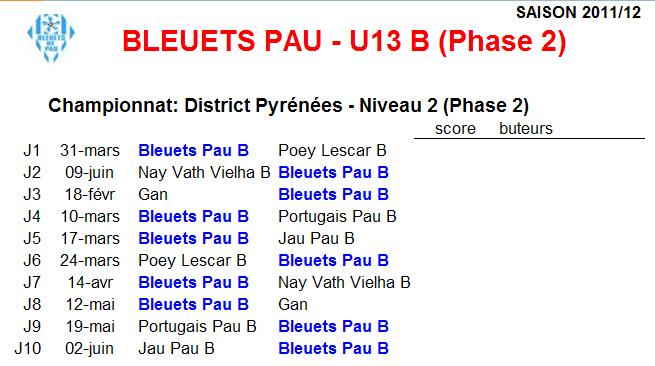 SAISON 2011/12
BLEUETS DE PAU
BLEUETS PAU - U13 B (Phase 2)
Championnat: District Pyrénées - Niveau 2 (Phase 2)
score buteurs
J1 31-mars Bleuets Pau B Poey Lescar B
J2 09-juin Nay Vath Vielha B Bleuets Pau B
J3 18-févr Gan Bleuets Pau B
J4 10-mars Bleuets Pau B Portugais Pau B
J5 17-mars Bleuets Pau B Jau Pau B
J6 24-mars Poey Lescar B Bleuets Pau B
J7 14-avr Bleuets Pau B Nay Vath Vielha B
J8 12-mai Bleuets Pau B Gan
J9 19-mai Portugais Pau B Bleuets Pau B
J10 02-juin Jau Pau B Bleuets Pau B